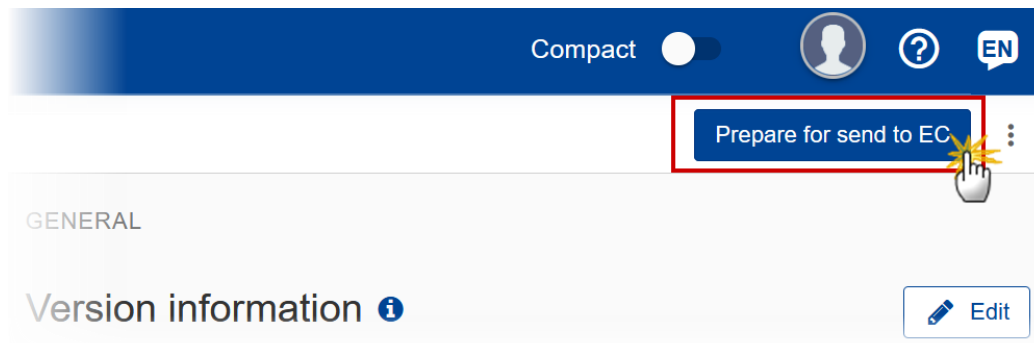 Compact EN
Prepare for send to EC
GENERAL
Version information
Edit